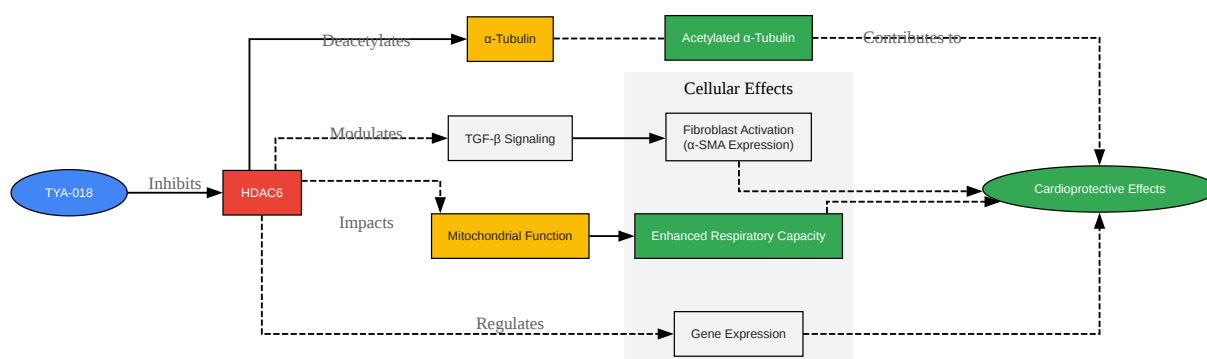 Deacetylates
α-Tubulin
Acetylated α-Tubulin
Contributes to
Cellular Effects
Modulates
TGF-β Signaling
Fibroblast Activation
(α-SMA Expression)
TYA-018
Inhibits
HDAC6
Cardioprotective Effects
Impacts
Mitochondrial Function
Enhanced Respiratory Capacity
Regulates
Gene Expression